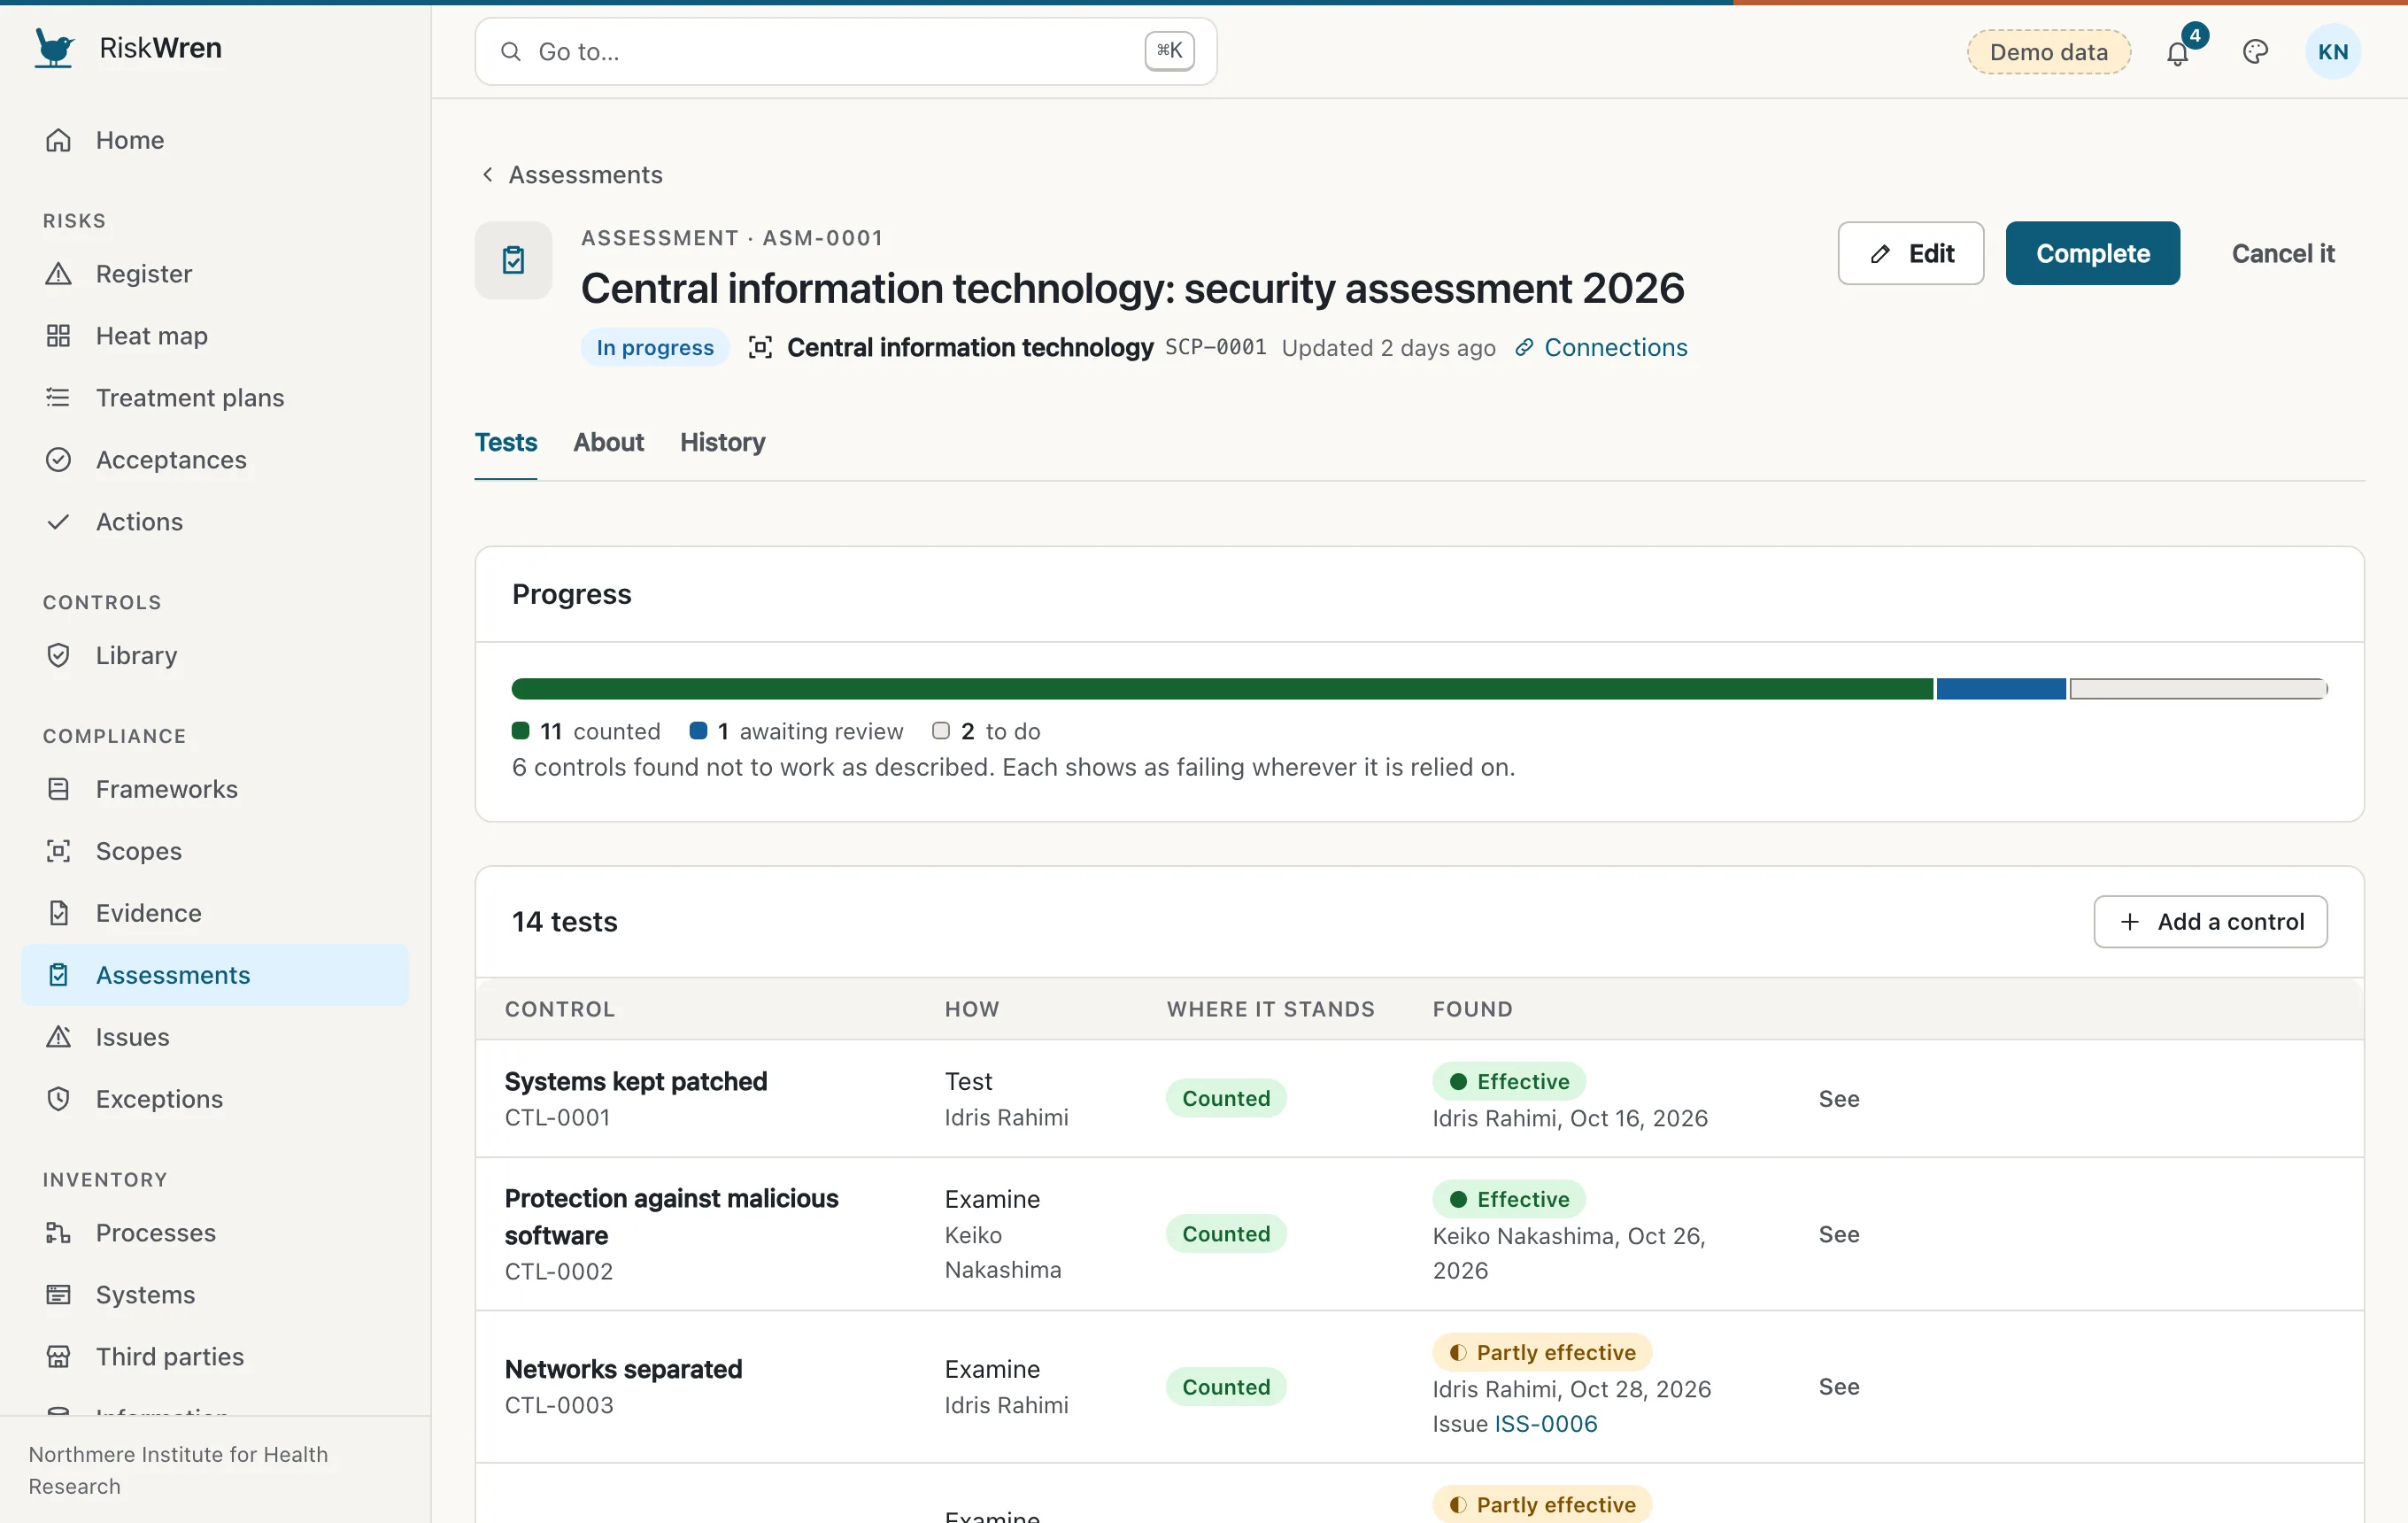 RiskWren
Go to...
⌘K
Demo data
4
KN
Home
RISKS
Register
Heat map
Treatment plans
Acceptances
Actions
CONTROLS
Library
COMPLIANCE
Frameworks
Scopes
Evidence
Assessments
Issues
Exceptions
INVENTORY
Processes
Systems
Third parties
Information
Northmere Institute for Health
Research
Assessments
ASSESSMENT · ASM-0001
Central information technology: security assessment 2026
Edit
Complete
Cancel it
In progress
Central information technology SCP-0001 Updated 2 days ago Connections
Tests About History
Progress
11 counted 1 awaiting review 2 to do
6 controls found not to work as described. Each shows as failing wherever it is relied on.
14 tests
Add a control
CONTROL HOW WHERE IT STANDS FOUND
Systems kept patched
CTL-0001
Test
Idris Rahimi
Counted
Effective
Idris Rahimi, Oct 16, 2026
See
Protection against malicious
software
CTL-0002
Examine
Keiko
Nakashima
Counted
Effective
Keiko Nakashima, Oct 26,
2026
See
Networks separated
CTL-0003
Examine
Idris Rahimi
Counted
Partly effective
Idris Rahimi, Oct 28, 2026
Issue ISS-0006
See
Examine
Partly effective